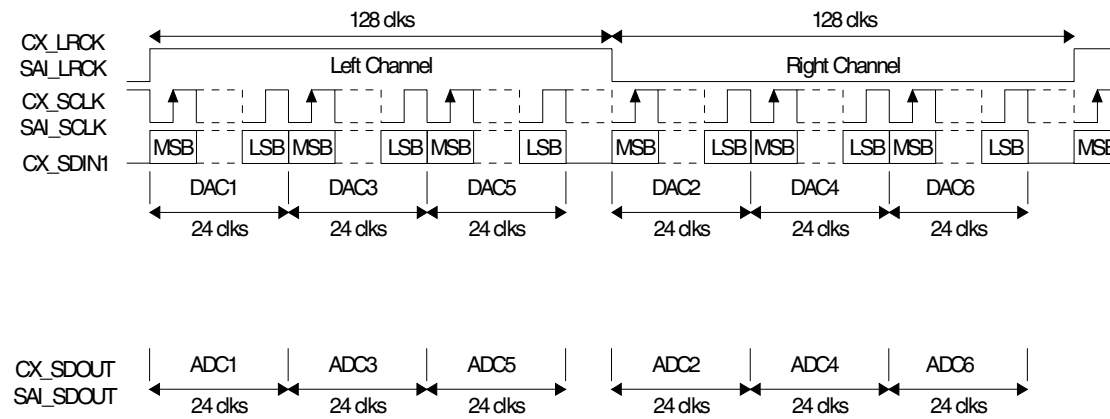 128 clks 128 clks
CX_LRCK
SAI_LRCK
Left Channel Right Channel
CX_SCLK
SAI_SCLK
CX_SDIN1
MSB LSB MSB LSB MSB LSB MSB LSB MSB LSB MSB LSB MSB
DAC1 DAC3 DAC5 DAC2 DAC4 DAC6
24 clks 24 clks 24 clks 24 clks 24 clks 24 clks
CX_SDOUT
SAI_SDOUT
ADC1 ADC3 ADC5 ADC2 ADC4 ADC6
24 clks 24 clks 24 clks 24 clks 24 clks 24 clks